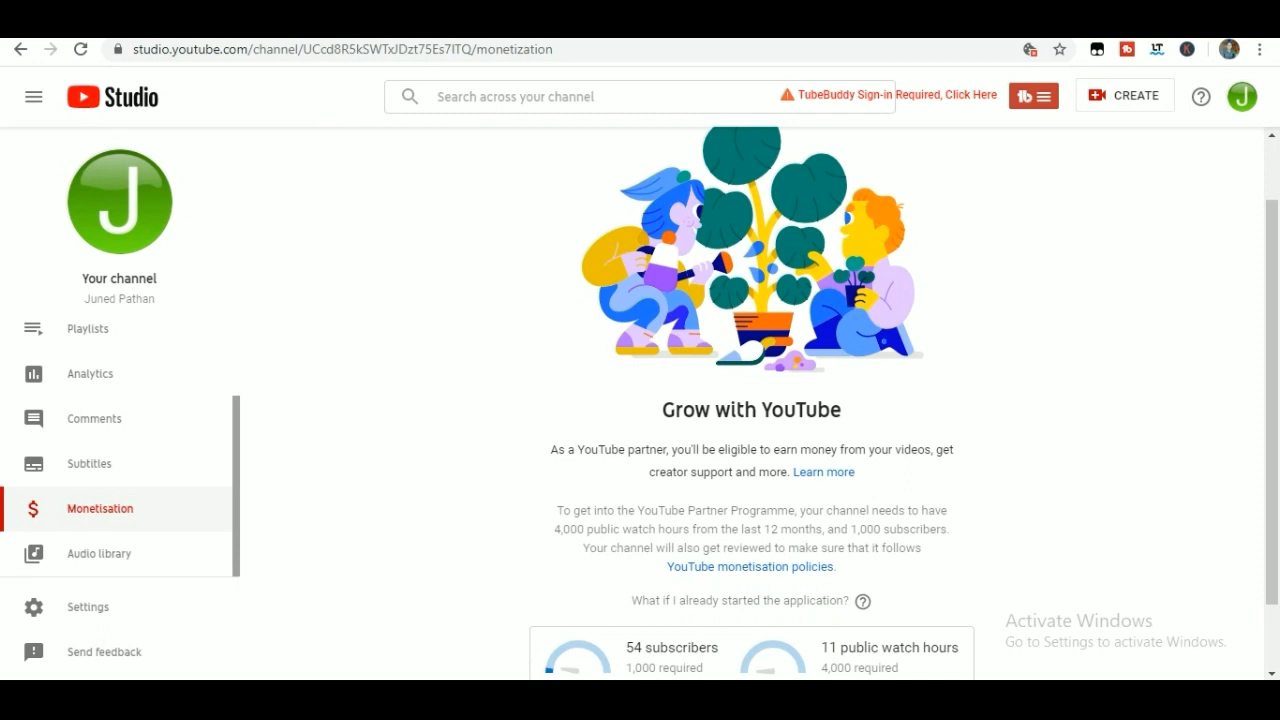 studio.youtube.com/channel/UCcd8R5kSWTxJDzt75Es7ITQ/monetization
Studio
Search across your channel
TubeBuddy Sign-in Required, Click Here
CREATE
J
J
Your channel
Juned Pathan
Playlists
Analytics
Comments
Subtitles
Monetisation
Audio library
Settings
Send feedback
Grow with YouTube
As a YouTube partner, you'll be eligible to earn money from your videos, get
creator support and more. Learn more
To get into the YouTube Partner Programme, your channel needs to have
4,000 public watch hours from the last 12 months, and 1,000 subscribers.
Your channel will also get reviewed to make sure that it follows
YouTube monetisation policies.
What if I already started the application?
54 subscribers
1,000 required
11 public watch hours
4,000 required
Activate Windows
Go to Settings to activate Windows.